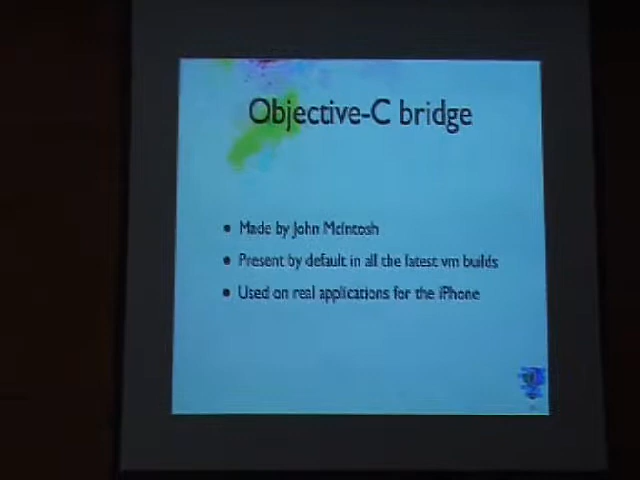 Objective-C bridge
• Made by John McIntosh
• Present by default in all the latest vm builds
• Used on real applications for the iPhone